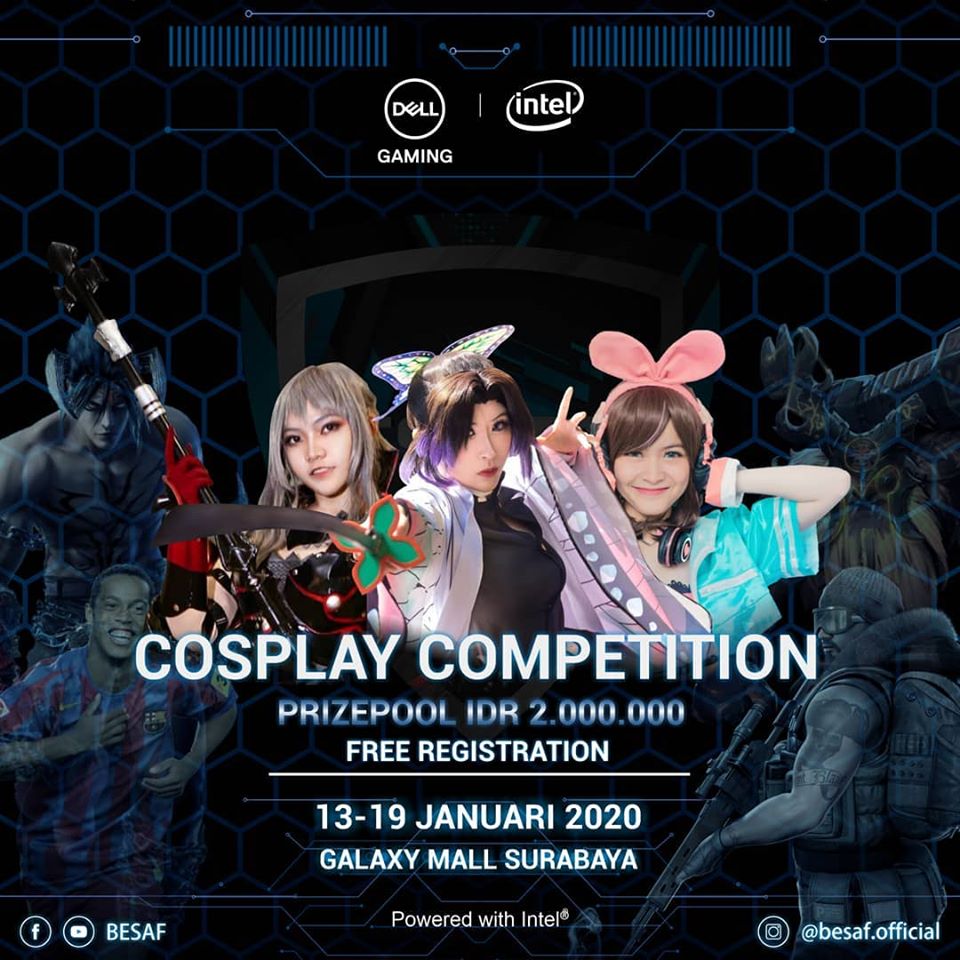 DELL
intel
GAMING
COSPLAY COMPETITION
PRIZEPOOL IDR 2.000.000
FREE REGISTRATION
13-19 JANUARI 2020
GALAXY MALL SURABAYA
Powered with Intel®
BESAF
@besaf.official